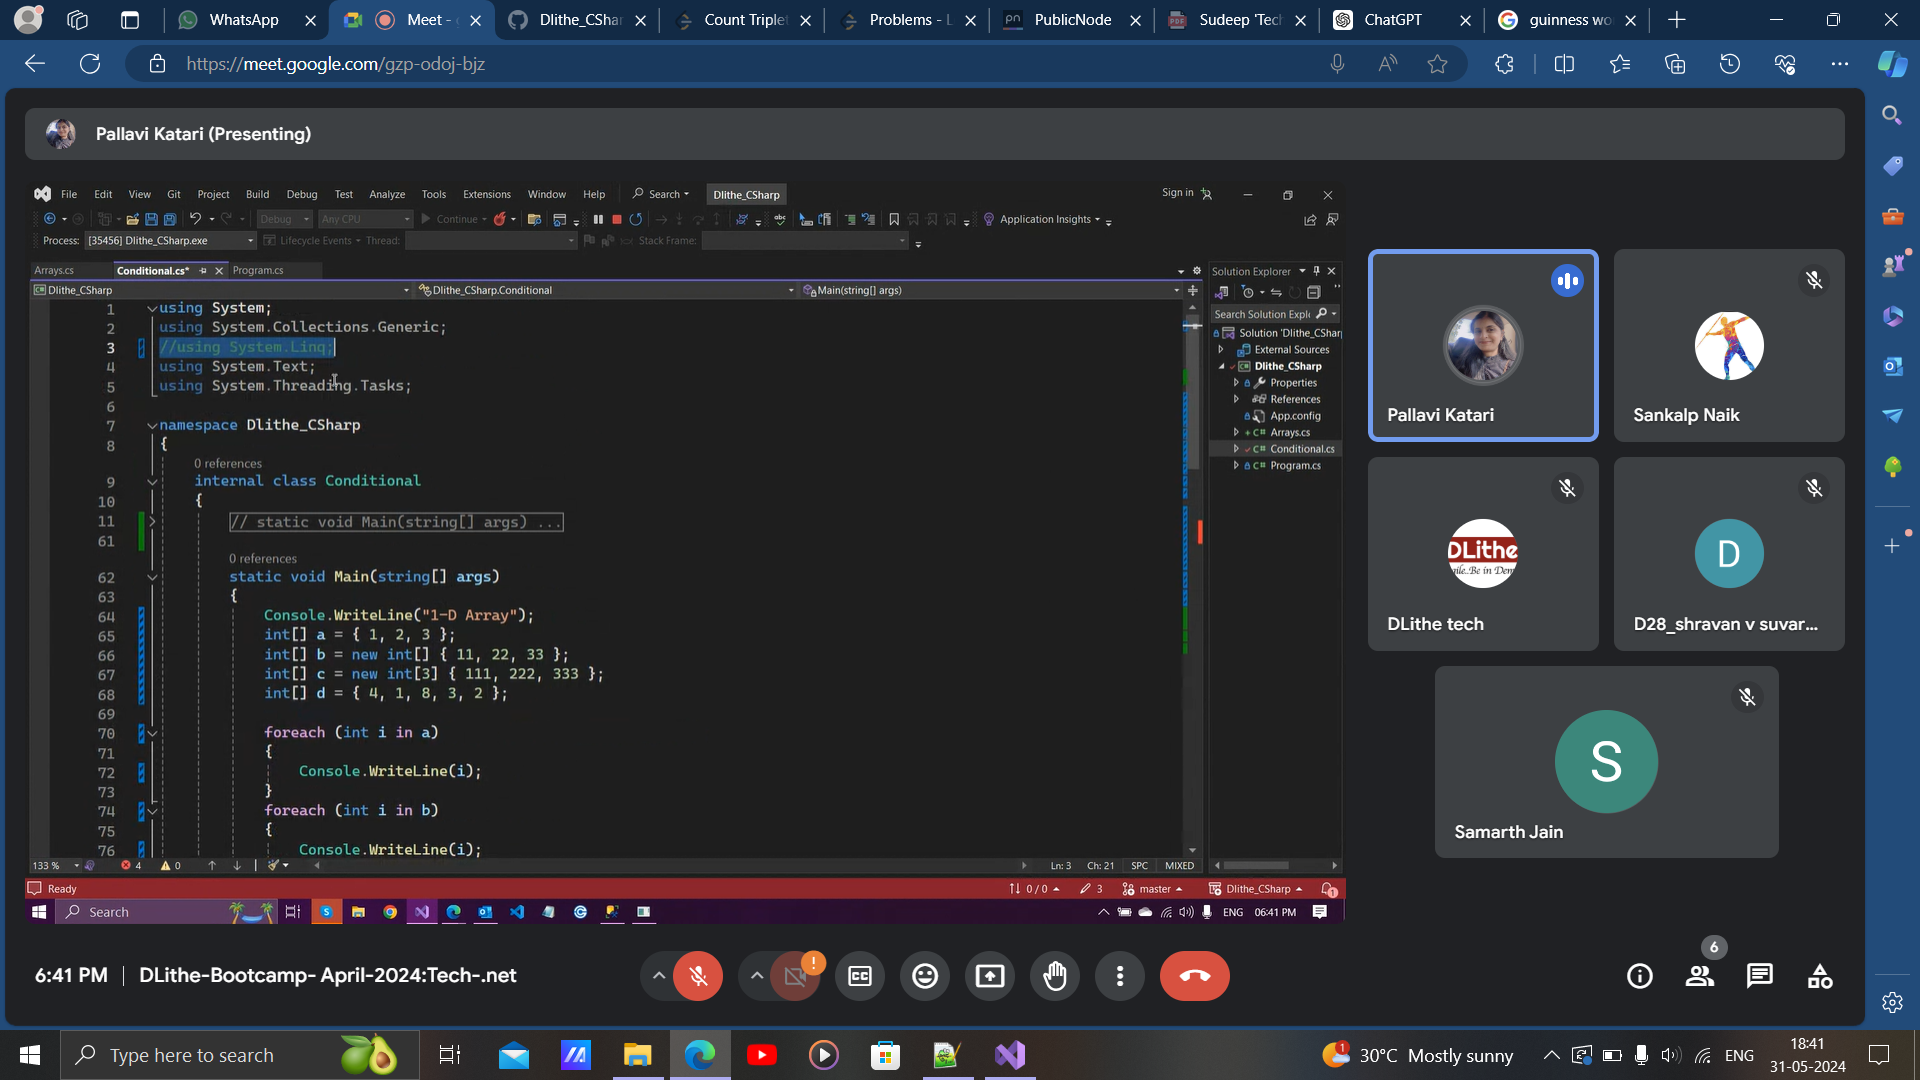 WhatsApp
Meet -
Dlithe_CShar
Count Triplet
Problems - L
PublicNode
Sudeep 'Tech
ChatGPT
guinness wo
https://meet.google.com/gzp-odoj-bjz
Pallavi Katari (Presenting)
File Edit View Git Project Build Debug Test Analyze Tools Extensions Window Help Search Dlithe_CSharp Sign in
Debug Any CPU Continue Application Insights
Process: [35456] Dlithe_CSharp.exe Lifecycle Events Thread: Stack Frame:
Arrays.cs Conditional.cs* Program.cs
Dlithe_CSharp Dlithe_CSharp.Conditional Main(string[] args)
1 using System;
2 using System.Collections.Generic;
3 //using System.Linq;
4 using System.Text;
5 using System.Threading.Tasks;
6
7 namespace Dlithe_CSharp
8 {
0 references
9 internal class Conditional
10 {
11 // static void Main(string[] args) ...
61
0 references
62 static void Main(string[] args)
63 {
64 Console.WriteLine("1-D Array");
65 int[] a = { 1, 2, 3 };
66 int[] b = new int[] { 11, 22, 33 };
67 int[] c = new int[3] { 111, 222, 333 };
68 int[] d = { 4, 1, 8, 3, 2 };
69
70 foreach (int i in a)
71 {
72 Console.WriteLine(i);
73 }
74 foreach (int i in b)
75 {
76 Console.WriteLine(i);
133 % 4 0 Ln: 3 Ch: 21 SPC MIXED
Ready 0 / 0 3 master Dlithe_CSharp 1
Search ENG 06:41 PM
Solution Explorer
Search Solution Explo
Solution 'Dlithe_CSharp
External Sources
Dlithe_CSharp
Properties
References
App.config
Arrays.cs
Conditional.cs
Program.cs
Pallavi Katari
Sankalp Naik
DLithe
DLithe tech
D
D28_shravan v suvar...
S
Samarth Jain
6:41 PM DLithe-Bootcamp- April-2024:Tech-.net
!
CC
6
Type here to search
1
30°C Mostly sunny
ENG
18:41
31-05-2024